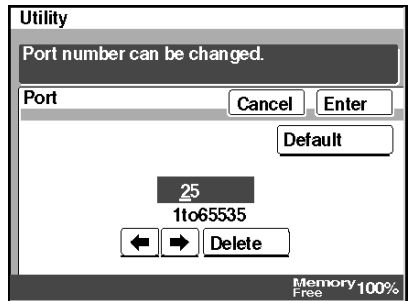 Utility
Port number can be changed.
Port
Cancel Enter
Default
25
1to65535
Delete
Memory Free 100%